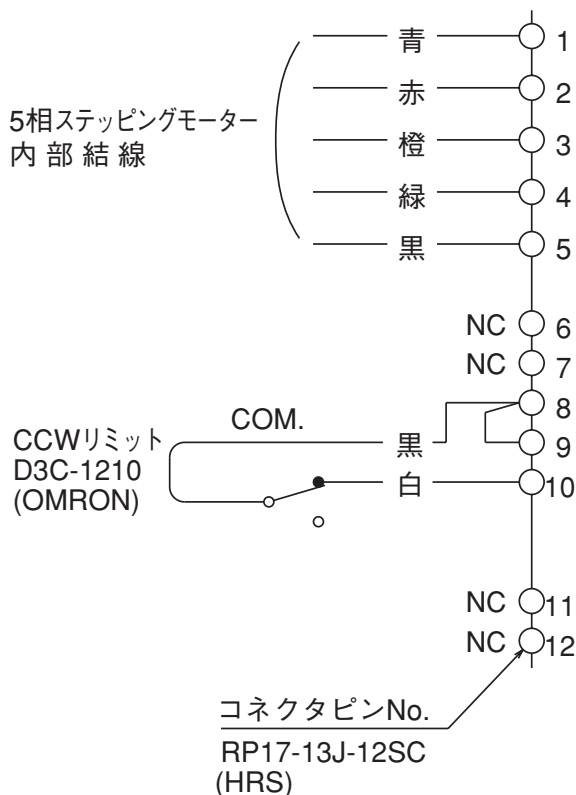 青 1
赤 2
5相ステッピングモーター
内部結線
橙 3
緑 4
黒 5
NC 6
NC 7
8
COM.
CCWリミット
D3C-1210
(OMRON)
黒 9
白 10
NC 11
NC 12
コネクタピンNo.
RP17-13J-12SC
(HRS)